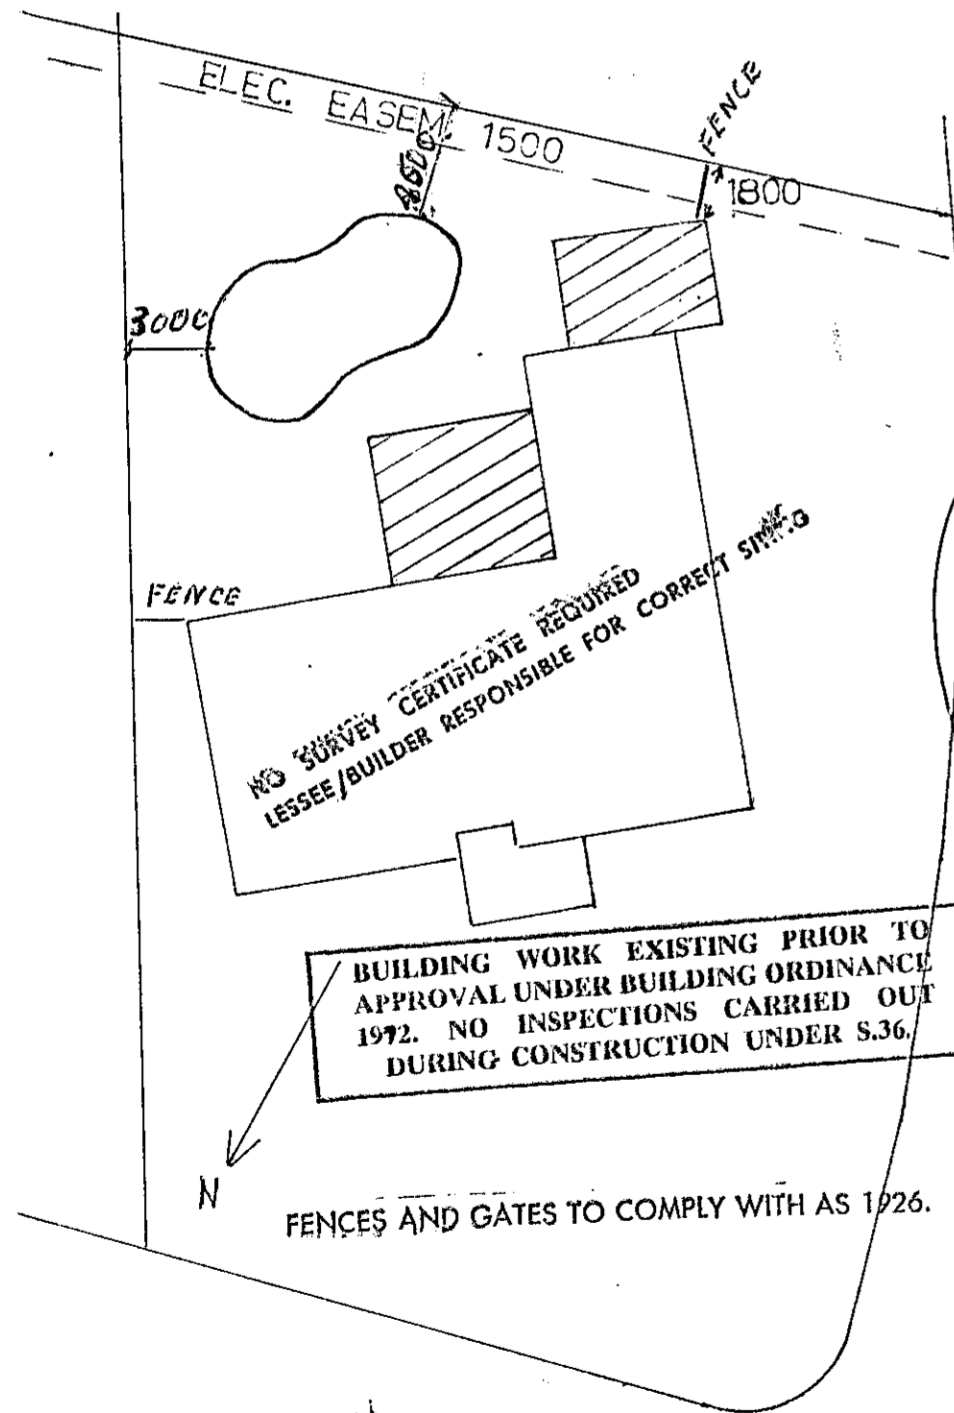 ELEC. EASEM 1500
FENCE
1800
3000
FENCE
NO SURVEY CERTIFICATE REQUIRED
LESSEE/BUILDER RESPONSIBLE FOR CORRECT SITING
BUILDING WORK EXISTING PRIOR TO
APPROVAL UNDER BUILDING ORDINANCE
1972. NO INSPECTIONS CARRIED OUT
DURING CONSTRUCTION UNDER S.36.
N
FENCES AND GATES TO COMPLY WITH AS 1926.